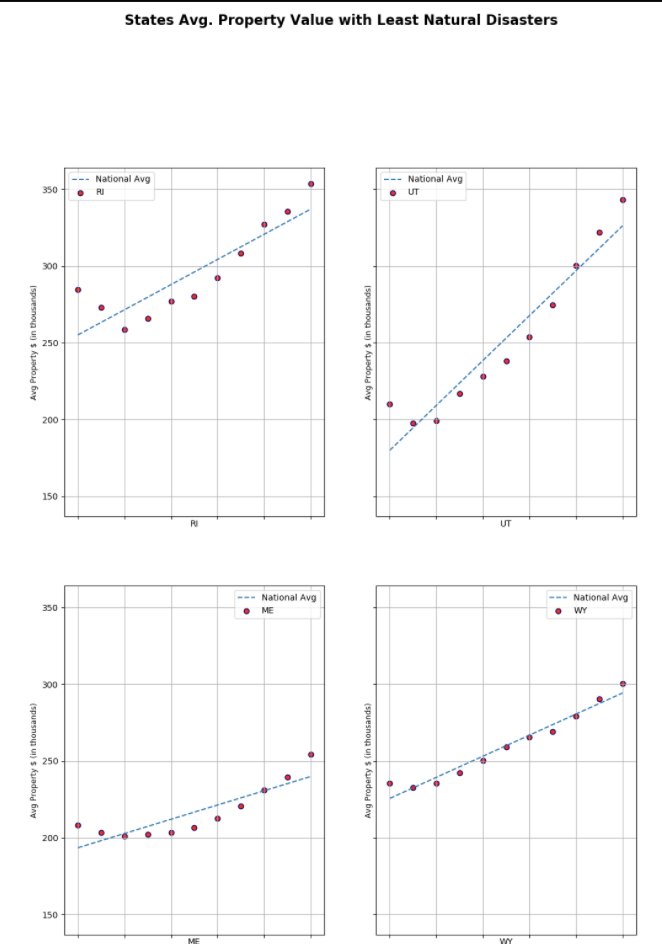 States Avg. Property Value with Least Natural Disasters
National Avg
RI
350
300
250
200
150
Avg Property $ (in thousands)
RI
National Avg
UT
Avg Property $ (in thousands)
UT
National Avg
ME
350
300
250
200
150
Avg Property $ (in thousands)
ME
National Avg
WY
Avg Property $ (in thousands)
WY